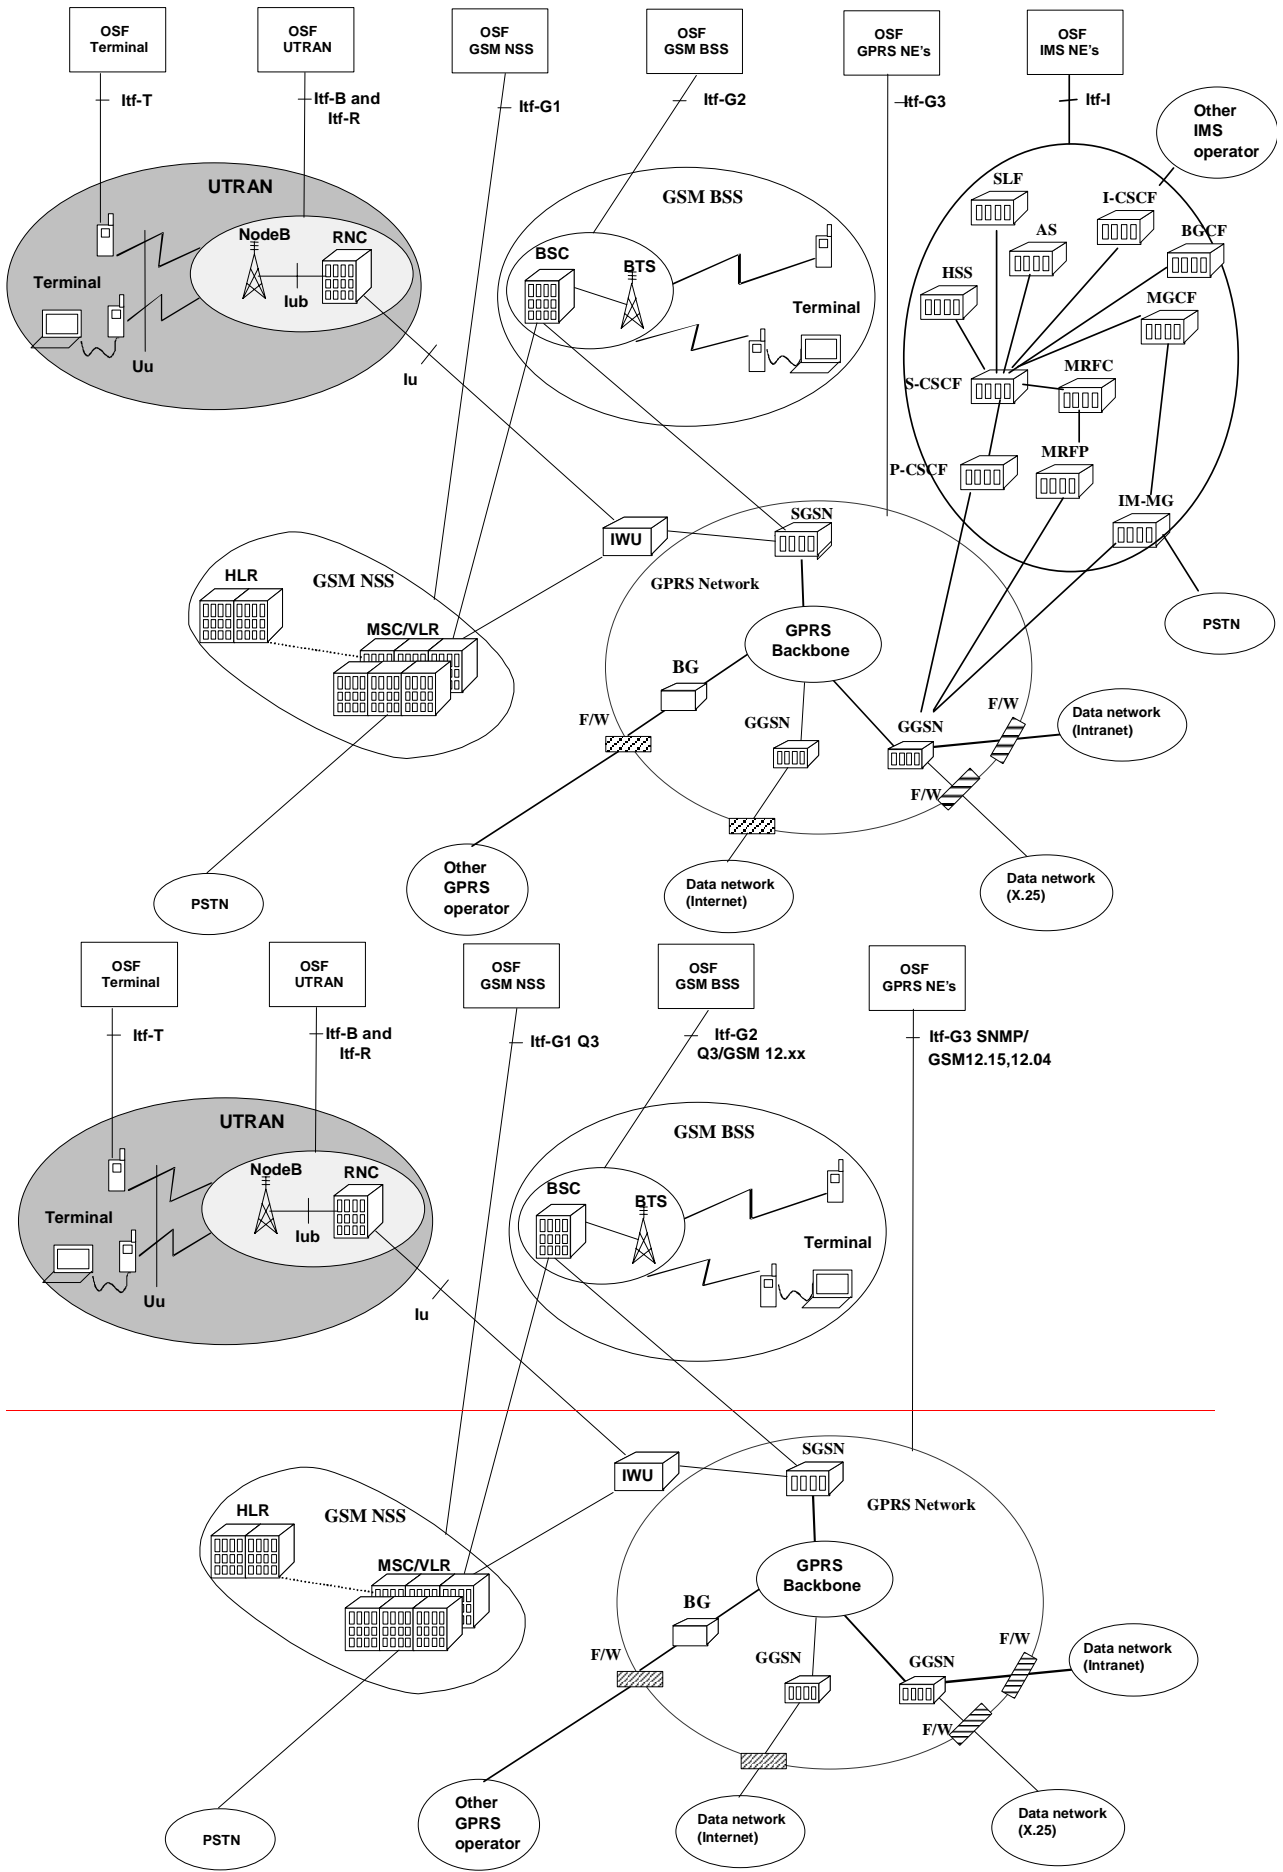 OSF
Terminal
OSF
UTRAN
OSF
GSM NSS
OSF
GSM BSS
OSF
GPRS NE's
OSF
IMS NE's
Itf-T
Itf-B and
Itf-R
Itf-G1
Itf-G2
Itf-G3
Itf-I
Other
IMS
operator
UTRAN
GSM BSS
SLF
I-CSCF
AS
BGCF
NodeB
RNC
BSC
BTS
HSS
MGCF
Terminal
Iub
Terminal
Uu
Iu
S-CSCF
MRFC
P-CSCF
MRFP
IM-MG
SGSN
IWU
HLR
GSM NSS
GPRS Network
MSC/VLR
GPRS
Backbone
PSTN
BG
F/W
GGSN
GGSN
F/W
Data network
(Intranet)
F/W
Other
GPRS
operator
Data network
(Internet)
Data network
(X.25)
PSTN
OSF
Terminal
OSF
UTRAN
OSF
GSM NSS
OSF
GSM BSS
OSF
GPRS NE's
Itf-T
Itf-B and
Itf-R
Itf-G1 Q3
Itf-G2
Q3/GSM 12.xx
Itf-G3 SNMP/
GSM12.15,12.04
UTRAN
GSM BSS
NodeB
RNC
BSC
BTS
Terminal
Iub
Terminal
Uu
Iu
SGSN
IWU
HLR
GSM NSS
GPRS Network
MSC/VLR
GPRS
Backbone
BG
F/W
GGSN
GGSN
F/W
Data network
(Intranet)
F/W
Other
GPRS
operator
Data network
(Internet)
Data network
(X.25)
PSTN